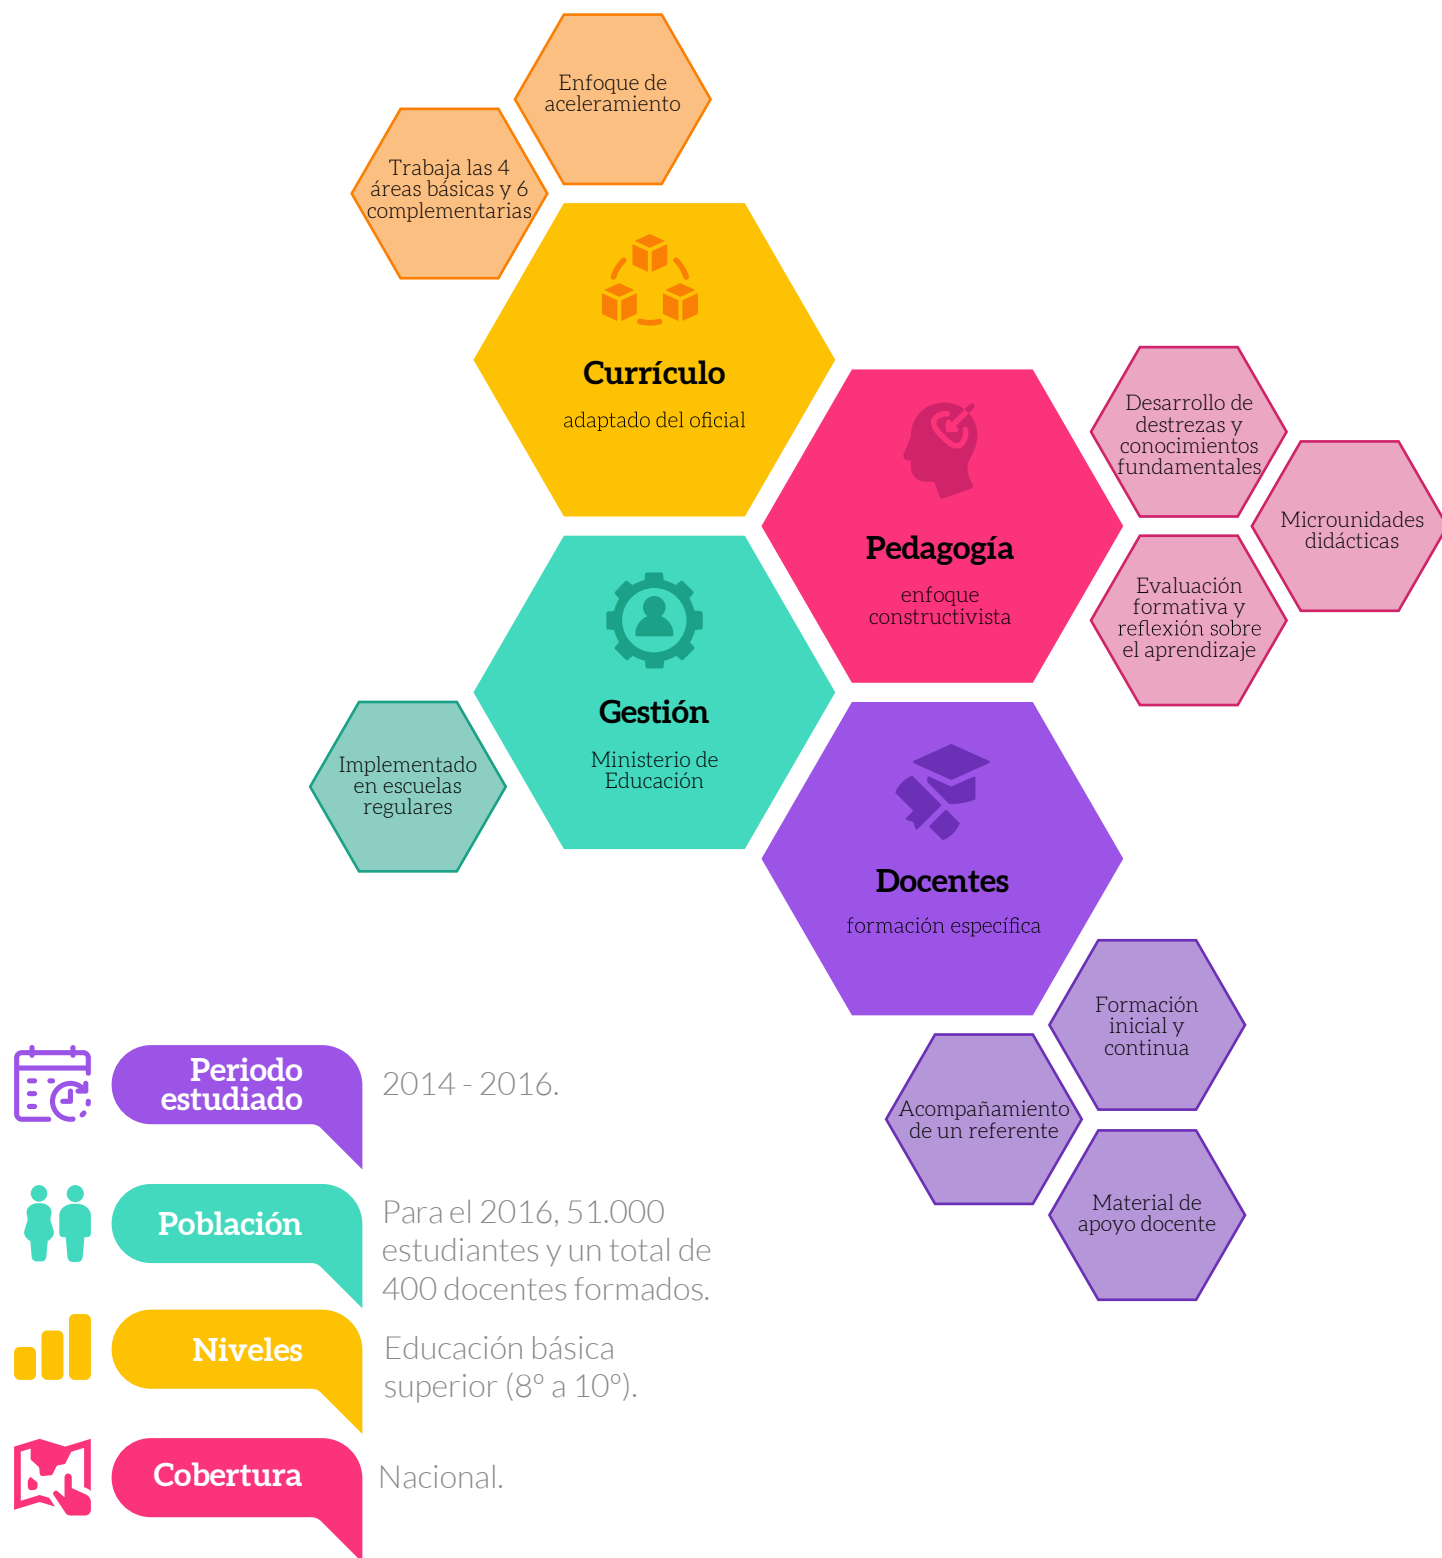 Enfoque de
aceleramiento
Trabaja las 4
áreas básicas y 6
complementarias
Currículo
adaptado del oficial
Pedagogía
enfoque
constructivista
Desarrollo de
destrezas y
conocimientos
fundamentales
Microunidades
didácticas
Evaluación
formativa y
reflexión sobre
el aprendizaje
Gestión
Ministerio de
Educación
Implementado
en escuelas
regulares
Docentes
formación específica
Formación
inicial y
continua
Acompañamiento
de un referente
Material de
apoyo docente
Periodo
estudiado
2014 - 2016.
Población
Para el 2016, 51.000
estudiantes y un total de
400 docentes formados.
Niveles
Educación básica
superior (8º a 10º).
Cobertura
Nacional.